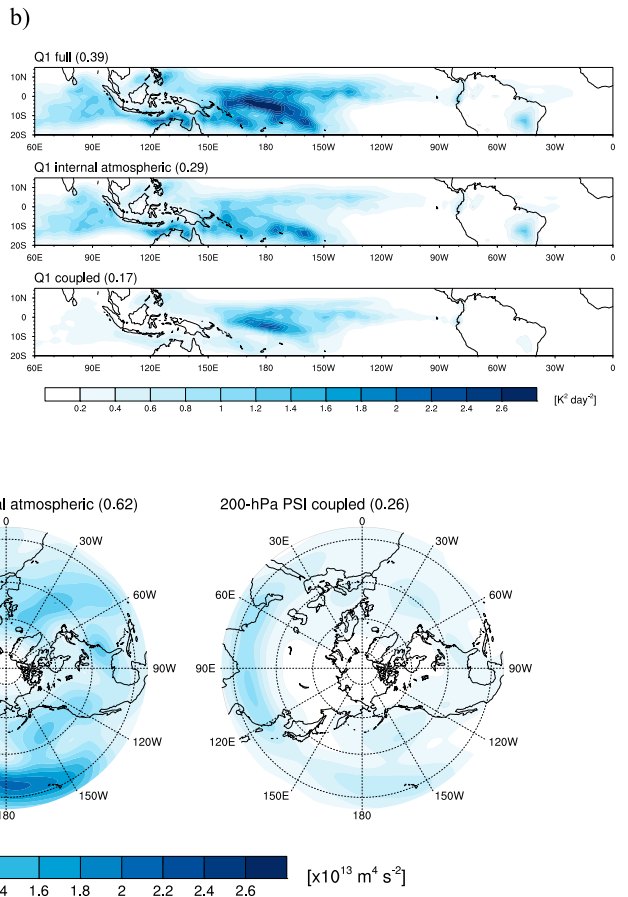 b)
Q1 full (0.39)
10N
0
10S
20S
60E 90E 120E 150E 180 150W 120W 90W 60W 30W 0
Q1 internal atmospheric (0.29)
10N
0
10S
20S
60E 90E 120E 150E 180 150W 120W 90W 60W 30W 0
Q1 coupled (0.17)
10N
0
10S
20S
60E 90E 120E 150E 180 150W 120W 90W 60W 30W 0
0.2 0.4 0.6 0.8 1 1.2 1.4 1.6 1.8 2 2.2 2.4 2.6 [K² day⁻²]
al atmospheric (0.62) 200-hPa PSI coupled (0.26)
0 0
30W 30E 30W
60W 60E 60W
90W 90E 90W
120W 120E 120W
150W 150E 150W
180 180
[x10¹³ m⁴ s⁻²]
.4 1.6 1.8 2 2.2 2.4 2.6